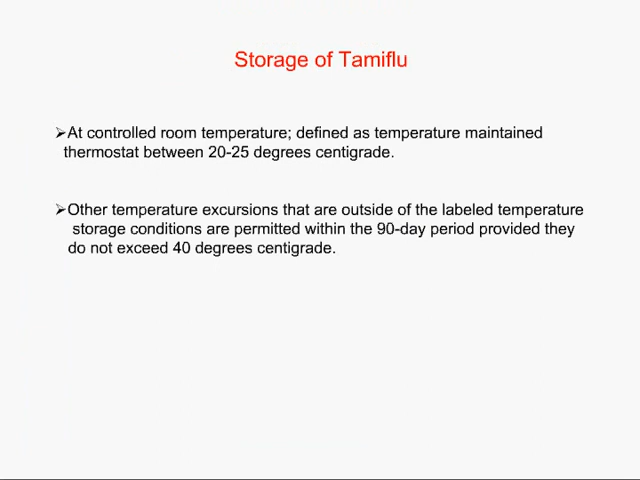 Storage of Tamiflu
➢At controlled room temperature; defined as temperature maintained
thermostat between 20-25 degrees centigrade.
➢Other temperature excursions that are outside of the labeled temperature
storage conditions are permitted within the 90-day period provided they
do not exceed 40 degrees centigrade.